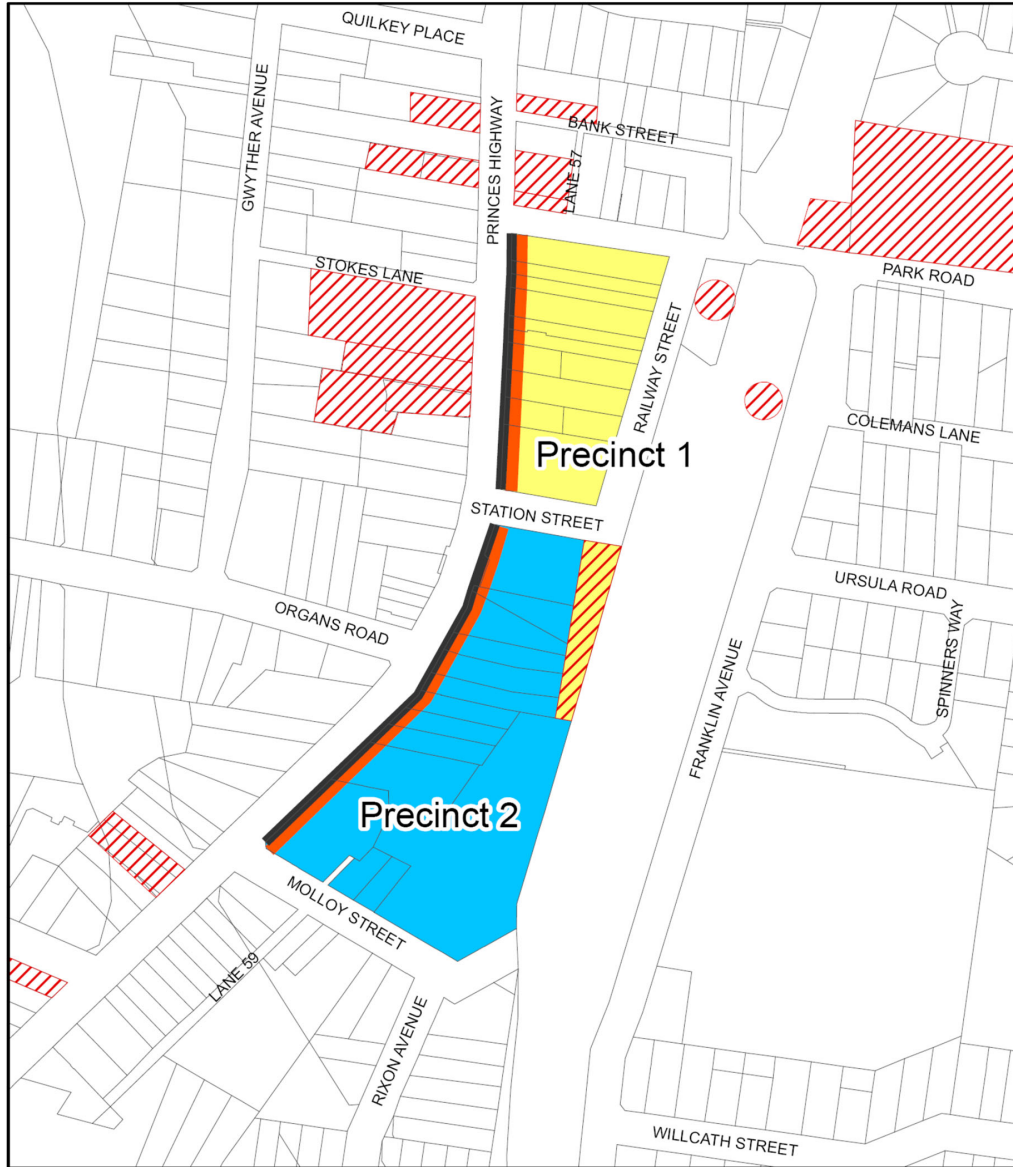 QUILKEY PLACE
GWYTHER AVENUE
PRINCES HIGHWAY
BANK STREET
LANE 57
STOKES LANE
PARK ROAD
RAILWAY STREET
COLEMANS LANE
Precinct 1
STATION STREET
URSULA ROAD
ORGANS ROAD
SPINNERS WAY
FRANKLIN AVENUE
Precinct 2
MOLLOY STREET
LANE 59
RIXON AVENUE
WILLCATH STREET